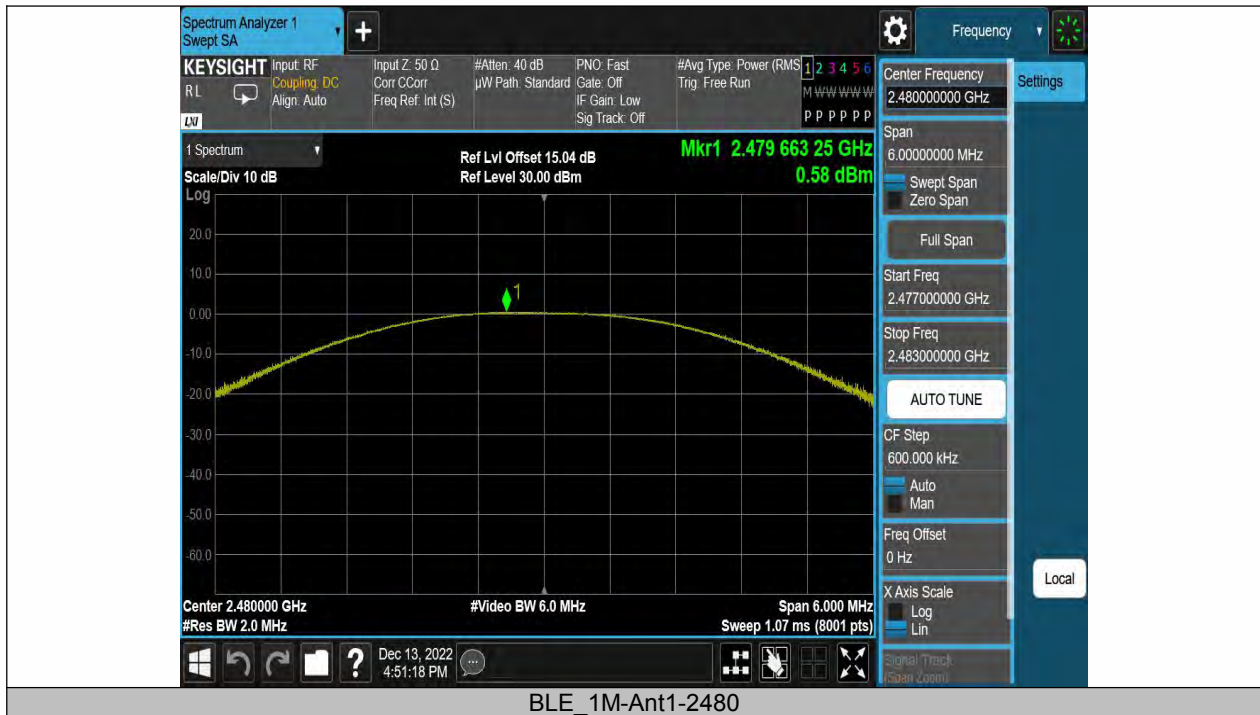 Spectrum Analyzer 1
Swept SA
+
Frequency
KEYSIGHT
Input: RF
Coupling: DC
Align: Auto
Input Z: 50 Ω
Corr CCorr
Freq Ref: Int (S)
#Atten: 40 dB
µW Path: Standard
PNO: Fast
Gate: Off
IF Gain: Low
Sig Track: Off
#Avg Type: Power (RMS
Trig: Free Run
1 2 3 4 5 6
M W W W W W
P P P P P P
R L
LXI
Center Frequency
2.480000000 GHz
Settings
Span
6.00000000 MHz
Swept Span
Zero Span
Full Span
Start Freq
2.477000000 GHz
Stop Freq
2.483000000 GHz
AUTO TUNE
CF Step
600.000 kHz
Auto
Man
Freq Offset
0 Hz
X Axis Scale
Log
Lin
Signal Track
(Span Zoom)
Local
1 Spectrum
Scale/Div 10 dB
Log
Ref Lvl Offset 15.04 dB
Ref Level 30.00 dBm
Mkr1 2.479 663 25 GHz
0.58 dBm
20.0
10.0
1
0.00
-10.0
-20.0
-30.0
-40.0
-50.0
-60.0
Center 2.480000 GHz
#Res BW 2.0 MHz
#Video BW 6.0 MHz
Span 6.000 MHz
Sweep 1.07 ms (8001 pts)
?
Dec 13, 2022
4:51:18 PM
BLE_1M-Ant1-2480